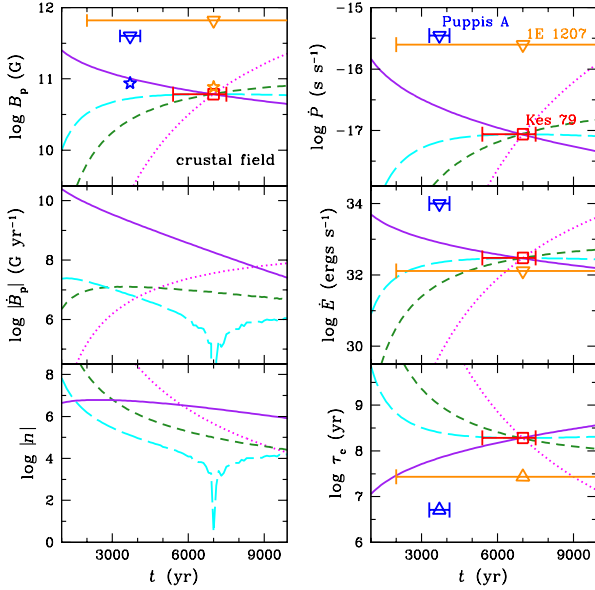 12
11
10
log B_p (G)
crustal field
-15
-16
-17
log Ṗ (s s⁻¹)
Puppis A
1E 1207
Kes 79
10
8
6
log |Ḃ_p| (G yr⁻¹)
34
32
30
log Ė (ergs s⁻¹)
8
6
4
2
0
log |n|
3000 6000 9000
t (yr)
9
8
7
6
log τ_c (yr)
3000 6000 9000
t (yr)